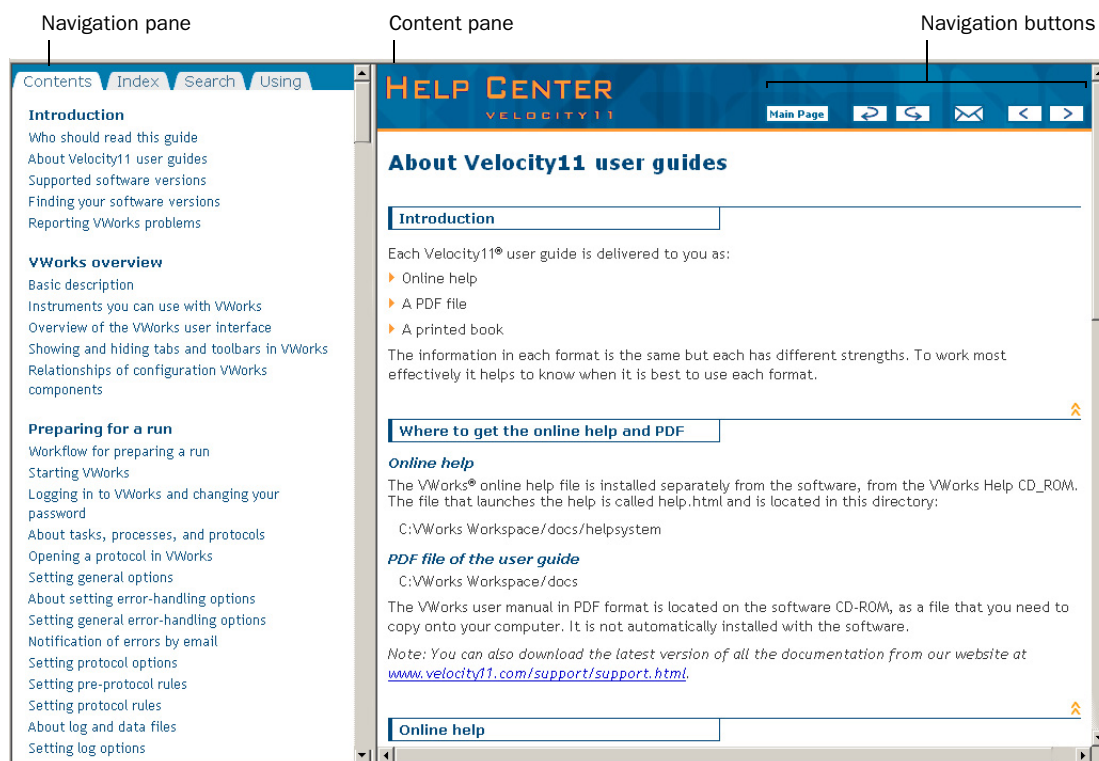 Navigation pane
Content pane
Navigation buttons
Contents
Index
Search
Using
Introduction
Who should read this guide
About Velocity11 user guides
Supported software versions
Finding your software versions
Reporting VWorks problems
VWorks overview
Basic description
Instruments you can use with VWorks
Overview of the VWorks user interface
Showing and hiding tabs and toolbars in VWorks
Relationships of configuration VWorks
components
Preparing for a run
Workflow for preparing a run
Starting VWorks
Logging in to VWorks and changing your
password
About tasks, processes, and protocols
Opening a protocol in VWorks
Setting general options
About setting error-handling options
Setting general error-handling options
Notification of errors by email
Setting protocol options
Setting pre-protocol rules
Setting protocol rules
About log and data files
Setting log options
HELP CENTER
VELOCITY11
Main Page
About Velocity11 user guides
Introduction
Each Velocity11® user guide is delivered to you as:
Online help
A PDF file
A printed book
The information in each format is the same but each has different strengths. To work most
effectively it helps to know when it is best to use each format.
Where to get the online help and PDF
Online help
The VWorks® online help file is installed separately from the software, from the VWorks Help CD_ROM.
The file that launches the help is called help.html and is located in this directory:
C:VWorks Workspace/docs/helpsystem
PDF file of the user guide
C:VWorks Workspace/docs
The VWorks user manual in PDF format is located on the software CD-ROM, as a file that you need to
copy onto your computer. It is not automatically installed with the software.
Note: You can also download the latest version of all the documentation from our website at
www.velocity11.com/support/support.html.
Online help